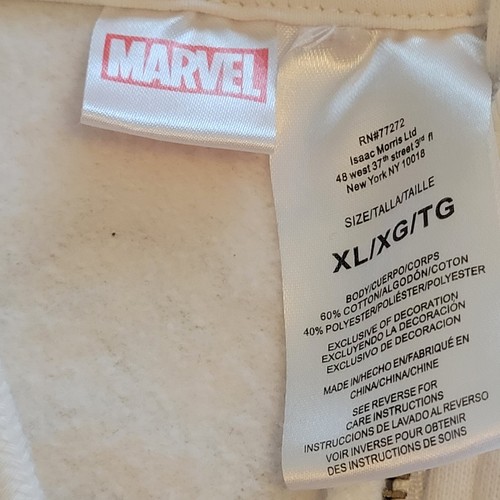 MARVEL
RN#77272
Isaac Morris Ltd
48 west 37th street 3rd fl
New York NY 10018
SIZE/TALLA/TAILLE
XL/XG/TG
BODY/CUERPO/CORPS
60% COTTON/ALGODÓN/COTON
40% POLYESTER/POLIÉSTER/POLYESTER
EXCLUSIVE OF DECORATION
EXCLUYENDO LA DECORACIÓN
EXCLUSIVO DE DECORACION
MADE IN/HECHO EN/FABRIQUÉ EN
CHINA/CHINA/CHINE
SEE REVERSE FOR
CARE INSTRUCTIONS
INSTRUCCIONES DE LAVADO AL REVERSO
VOIR INVERSE POUR OBTENIR
DES INSTRUCTIONS DE SOINS